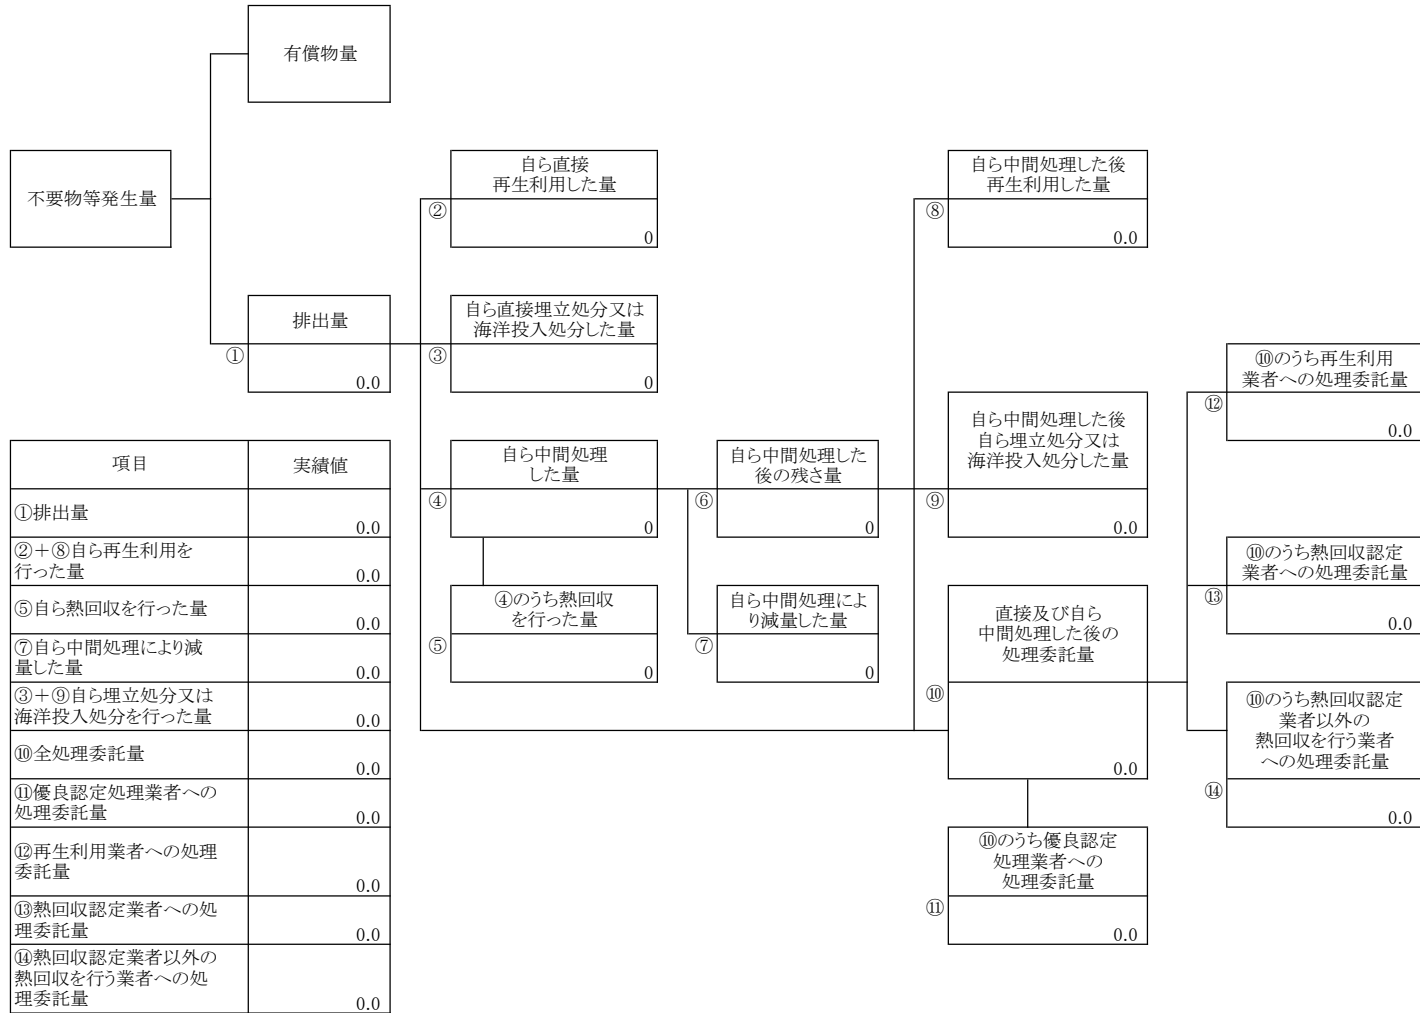 有償物量
不要物等発生量
排出量
①
0.0
自ら直接
再生利用した量
②
0
自ら直接埋立処分又は
海洋投入処分した量
③
0
自ら中間処理
した量
④
0
④のうち熱回収
を行った量
⑤
0
自ら中間処理した
後の残さ量
⑥
0
自ら中間処理によ
り減量した量
⑦
0
自ら中間処理した後
再生利用した量
⑧
0.0
自ら中間処理した後
自ら埋立処分又は
海洋投入処分した量
⑨
0.0
直接及び自ら
中間処理した後の
処理委託量
⑩
0.0
⑩のうち優良認定
処理業者への
処理委託量
⑪
0.0
⑩のうち再生利用
業者への処理委託量
⑫
0.0
⑩のうち熱回収認定
業者への処理委託量
⑬
0.0
⑩のうち熱回収認定
業者以外の
熱回収を行う業者
への処理委託量
⑭
0.0
項目
実績値
①排出量
0.0
②+⑧自ら再生利用を
行った量
0.0
⑤自ら熱回収を行った量
0.0
⑦自ら中間処理により減
量した量
0.0
③+⑨自ら埋立処分又は
海洋投入処分を行った量
0.0
⑩全処理委託量
0.0
⑪優良認定処理業者への
処理委託量
0.0
⑫再生利用業者への処理
委託量
0.0
⑬熱回収認定業者への処
理委託量
0.0
⑭熱回収認定業者以外の
熱回収を行う業者への処
理委託量
0.0